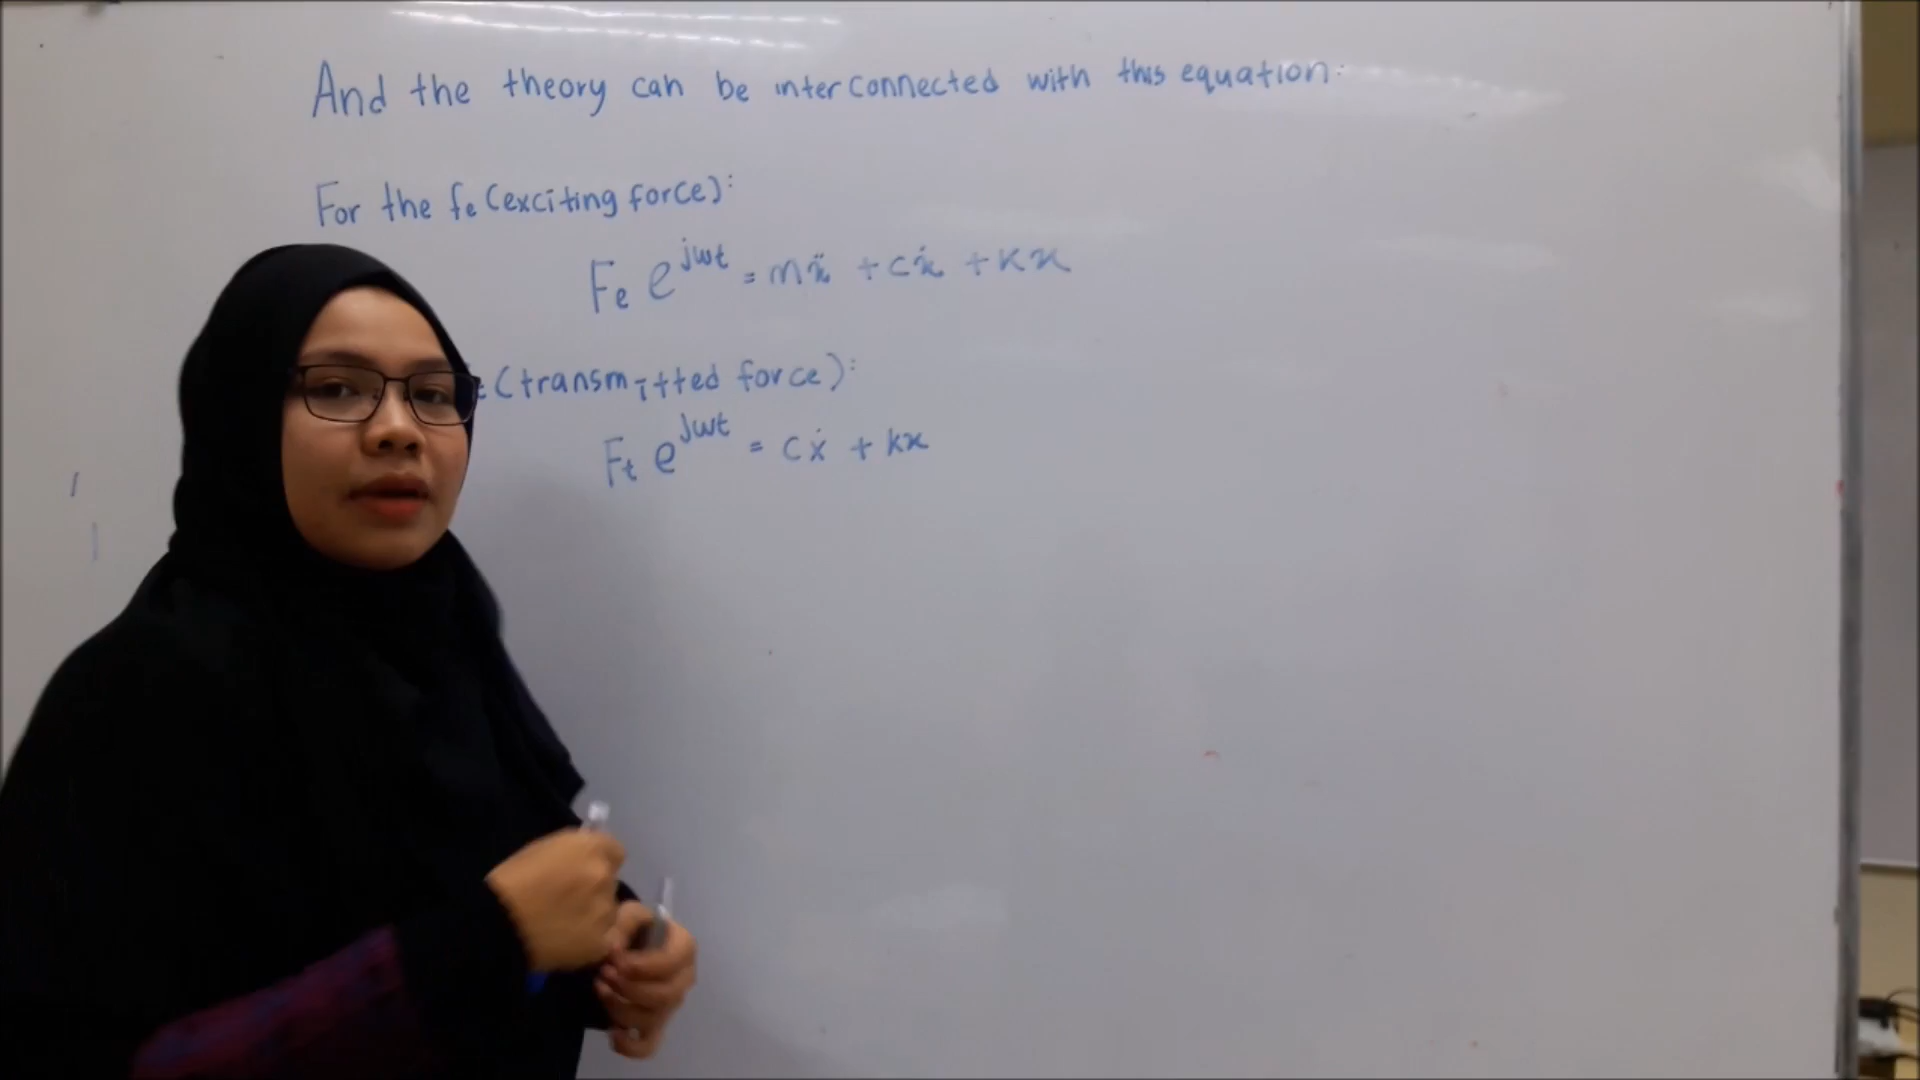 And the theory can be interconnected with this equation:
For the fe (exciting force):
Fe e^jwt = mẍ + cẋ + kx
(transmitted force):
Ft e^jwt = cẋ + kx